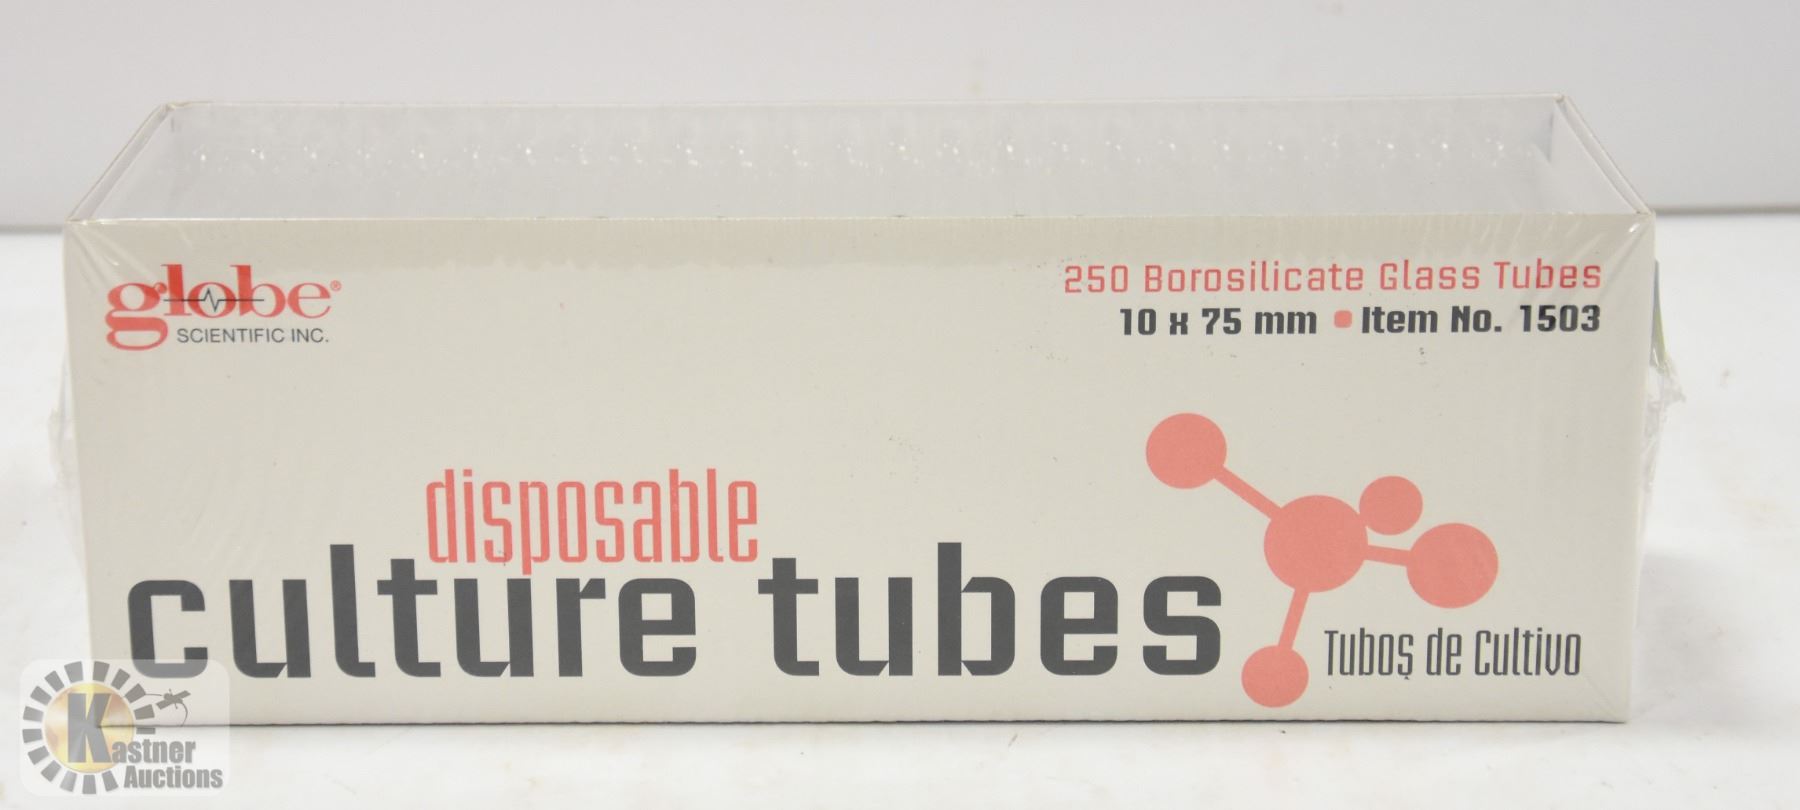 globe®
SCIENTIFIC INC.
250 Borosilicate Glass Tubes
10 x 75 mm • Item No. 1503
disposable
culture tubes
Tuboş de Cultivo
Kastner
Auctions